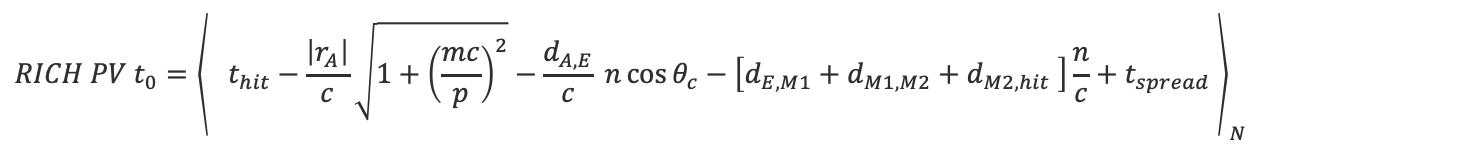 RICH PV t₀ = ⟨ t_hit − |r_A|/c √(1 + (mc/p)²) − d_{A,E}/c n cos θ_c − [d_{E,M1} + d_{M1,M2} + d_{M2,hit} ] n/c + t_spread ⟩_N